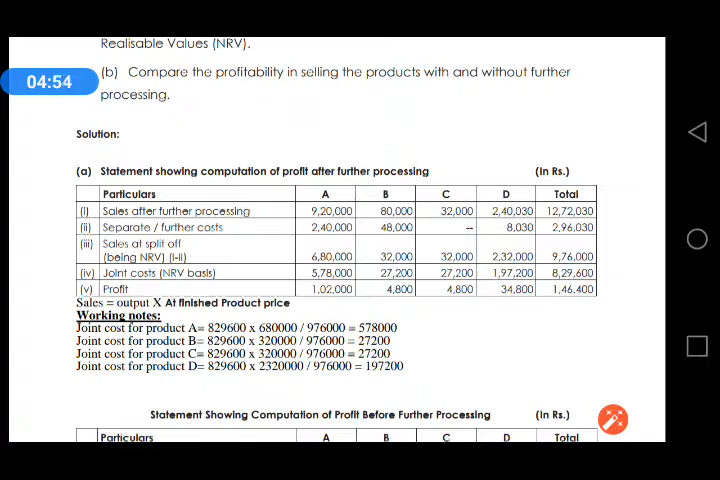 Realisable Values (NRV).
(b) Compare the profitability in selling the products with and without further
04:54
processing.
Solution:
(a) Statement showing computation of profit after further processing (In Rs.)
Particulars A B C D Total
(i) Sales after further processing 9,20,000 80,000 32,000 2,40,030 12,72,030
(ii) Separate / further costs 2,40,000 48,000 -- 8,030 2,96,030
(iii) Sales at split off
(being NRV) (I-II) 6,80,000 32,000 32,000 2,32,000 9,76,000
(iv) Joint costs (NRV basis) 5,78,000 27,200 27,200 1,97,200 8,29,600
(v) Profit 1,02,000 4,800 4,800 34,800 1,46,400
Sales = output X At finished Product price
Working notes:
Joint cost for product A= 829600 x 680000 / 976000 = 578000
Joint cost for product B= 829600 x 320000 / 976000 = 27200
Joint cost for product C= 829600 x 320000 / 976000 = 27200
Joint cost for product D= 829600 x 2320000 / 976000 = 197200
Statement Showing Computation of Profit Before Further Processing (In Rs.)
Particulars A B C D Total